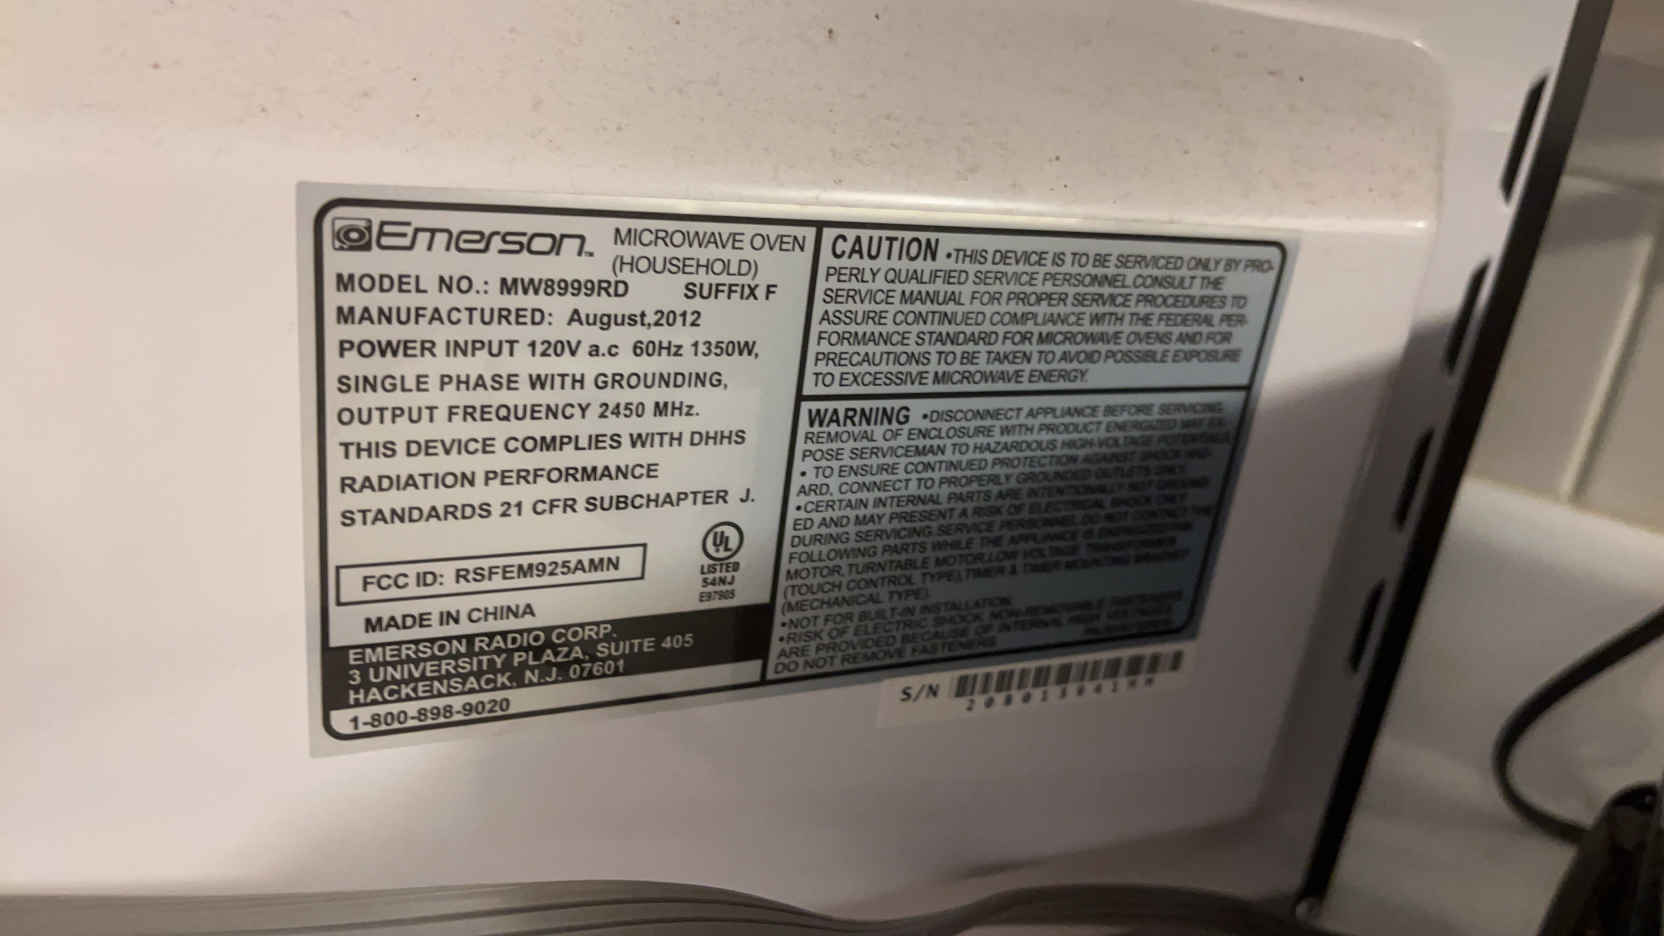 Emerson™
MICROWAVE OVEN
(HOUSEHOLD)
MODEL NO.: MW8999RD SUFFIX F
MANUFACTURED: August,2012
POWER INPUT 120V a.c 60Hz 1350W,
SINGLE PHASE WITH GROUNDING,
OUTPUT FREQUENCY 2450 MHz.
THIS DEVICE COMPLIES WITH DHHS
RADIATION PERFORMANCE
STANDARDS 21 CFR SUBCHAPTER J.
FCC ID: RSFEM925AMN
UL
LISTED
54NJ
E97905
MADE IN CHINA
EMERSON RADIO CORP.
3 UNIVERSITY PLAZA, SUITE 405
HACKENSACK, N.J. 07601
1-800-898-9020
CAUTION •THIS DEVICE IS TO BE SERVICED ONLY BY PRO-
PERLY QUALIFIED SERVICE PERSONNEL.CONSULT THE
SERVICE MANUAL FOR PROPER SERVICE PROCEDURES TO
ASSURE CONTINUED COMPLIANCE WITH THE FEDERAL PER-
FORMANCE STANDARD FOR MICROWAVE OVENS AND FOR
PRECAUTIONS TO BE TAKEN TO AVOID POSSIBLE EXPOSURE
TO EXCESSIVE MICROWAVE ENERGY.
WARNING •DISCONNECT APPLIANCE BEFORE SERVICING.
REMOVAL OF ENCLOSURE WITH PRODUCT ENERGIZED MAY EX-
POSE SERVICEMAN TO HAZARDOUS HIGH-VOLTAGE POTENTIALS.
• TO ENSURE CONTINUED PROTECTION AGAINST SHOCK HAZ-
ARD, CONNECT TO PROPERLY GROUNDED OUTLETS ONLY.
•CERTAIN INTERNAL PARTS ARE INTENTIONALLY NOT GROUND-
ED AND MAY PRESENT A RISK OF ELECTRICAL SHOCK ONLY
DURING SERVICING. SERVICE PERSONNEL DO NOT CONTACT THE
FOLLOWING PARTS WHILE THE APPLIANCE IS ENERGIZED:
MOTOR, TURNTABLE MOTOR,LOW VOLTAGE TRANSFORMER
(TOUCH CONTROL TYPE),TIMER & TIMER MOUNTING BRACKET
(MECHANICAL TYPE).
•NOT FOR BUILT-IN INSTALLATION.
•RISK OF ELECTRIC SHOCK, NON-REMOVABLE FASTENERS
ARE PROVIDED BECAUSE OF INTERNAL HIGH VOLTAGES.
DO NOT REMOVE FASTENERS
S/N